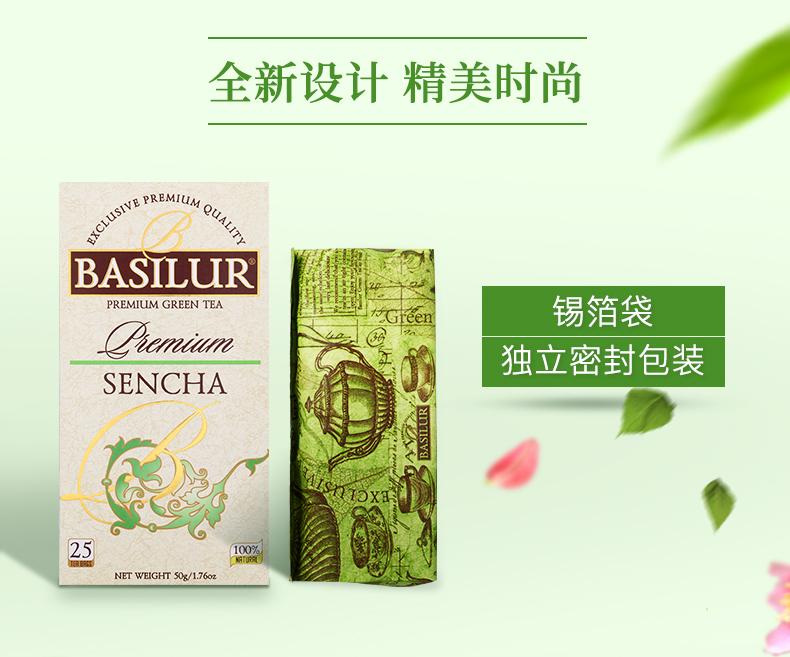 全新设计 精美时尚
EXCLUSIVE PREMIUM QUALITY
BASILUR®
PREMIUM GREEN TEA
Premium
SENCHA
25
TEA BAGS
100%
NATURAL
NET WEIGHT 50g/1.76oz
Green
BASILUR
EXCLUSIVE
锡箔袋
独立密封包装